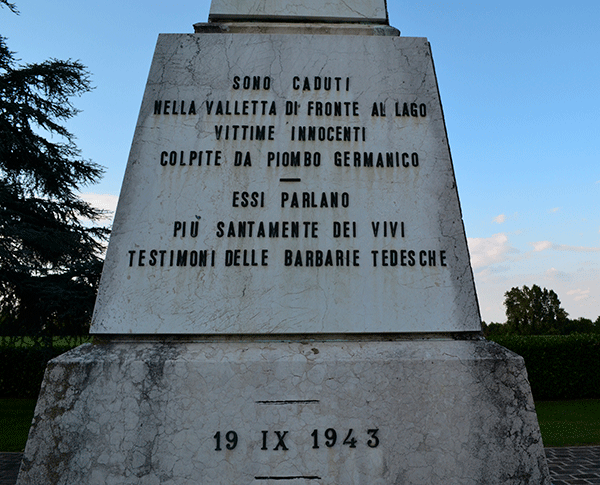 SONO CADUTI
NELLA VALLETTA DI FRONTE AL LAGO
VITTIME INNOCENTI
COLPITE DA PIOMBO GERMANICO
ESSI PARLANO
PIÙ SANTAMENTE DEI VIVI
TESTIMONI DELLE BARBARIE TEDESCHE
19 IX 1943